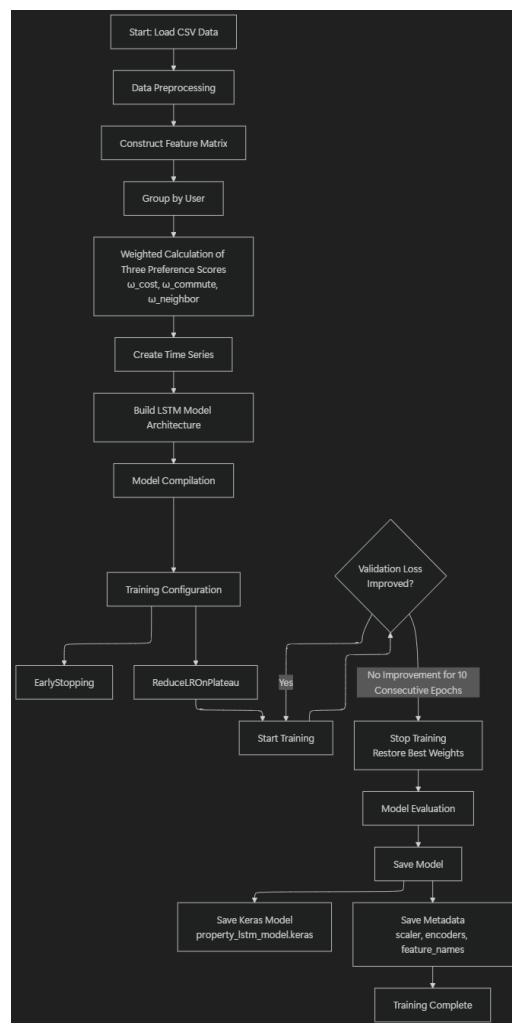 Start: Load CSV Data
Data Preprocessing
Construct Feature Matrix
Group by User
Weighted Calculation of
Three Preference Scores
ω_cost, ω_commute,
ω_neighbor
Create Time Series
Build LSTM Model
Architecture
Model Compilation
Validation Loss
Improved?
Training Configuration
EarlyStopping
ReduceLROnPlateau
Yes
No Improvement for 10
Consecutive Epochs
Start Training
Stop Training
Restore Best Weights
Model Evaluation
Save Model
Save Keras Model
property_lstm_model.keras
Save Metadata
scaler, encoders,
feature_names
Training Complete